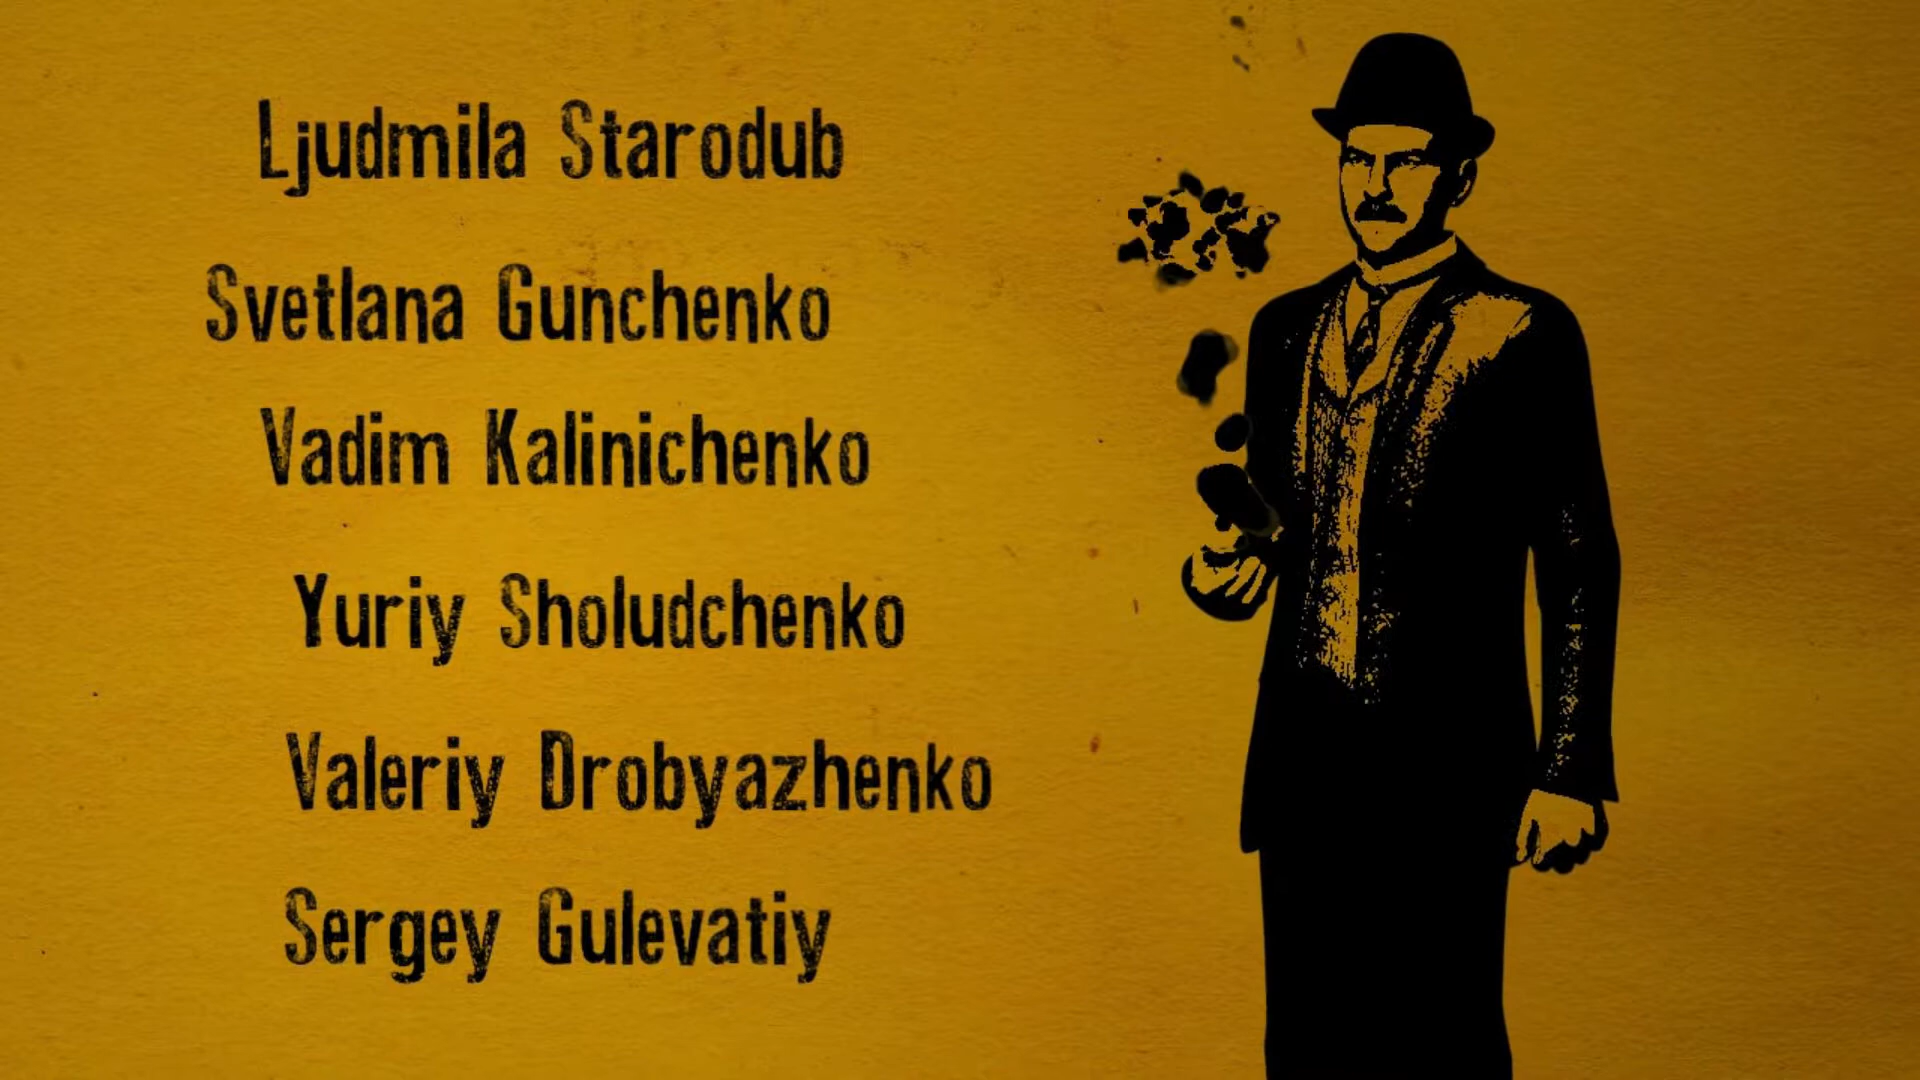 Ljudmila Starodub
Svetlana Gunchenko
Vadim Kalinichenko
Yuriy Sholudchenko
Valeriy Drobyazhenko
Sergey Gulevatiy